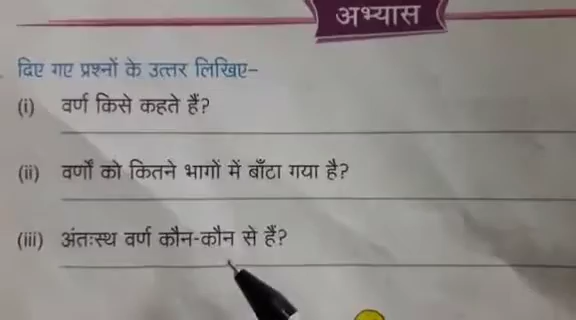 अभ्यास
दिए गए प्रश्नों के उत्तर लिखिए–
(i) वर्ण किसे कहते हैं?
(ii) वर्णों को कितने भागों में बाँटा गया है?
(iii) अंतःस्थ वर्ण कौन-कौन से हैं?